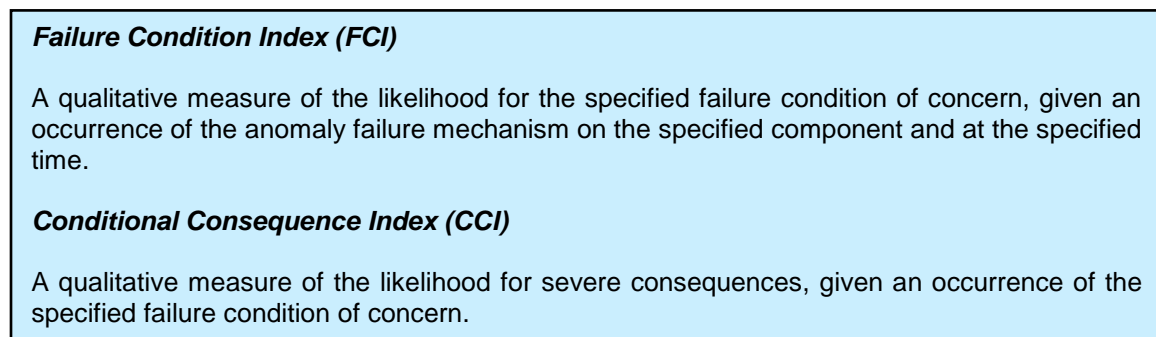 Failure Condition Index (FCI)
A qualitative measure of the likelihood for the specified failure condition of concern, given an
occurrence of the anomaly failure mechanism on the specified component and at the specified
time.
Conditional Consequence Index (CCI)
A qualitative measure of the likelihood for severe consequences, given an occurrence of the
specified failure condition of concern.